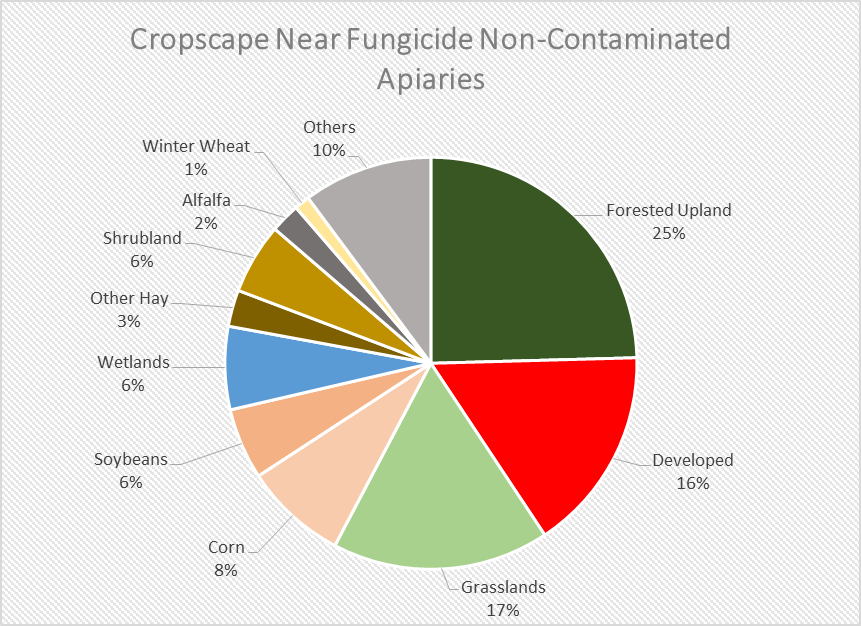 Cropscape Near Fungicide Non-Contaminated
Apiaries
Forested Upland
25%
Developed
16%
Grasslands
17%
Corn
8%
Soybeans
6%
Wetlands
6%
Other Hay
3%
Shrubland
6%
Alfalfa
2%
Winter Wheat
1%
Others
10%